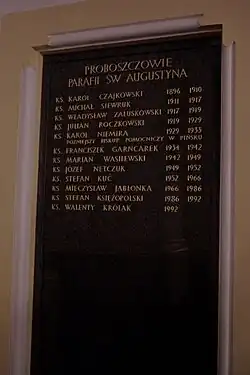 PROBOSZCZOWIE
PARAFII ŚW AUGUSTYNA
KS. KAROL CZAJKOWSKI 1896 1910
KS. MICHAŁ SIEWRUK 1911 1917
KS. WŁADYSŁAW ZAŁUSKOWSKI 1917 1919
KS. JULIAN ROCZKOWSKI 1919 1929
KS. KAROL NIEMIRA 1929 1933
PÓŹNIEJSZY BISKUP POMOCNICZY W PIŃSKU
KS. FRANCISZEK GARNCAREK 1934 1942
KS. MARIAN WASILEWSKI 1942 1949
KS. JÓZEF NETCZUK 1949 1952
KS. STEFAN KUĆ 1952 1966
KS. MIECZYSŁAW JABŁONKA 1966 1986
KS. STEFAN KSIĘŻOPOLSKI 1986 1992
KS. WALENTY KRÓLAK 1992